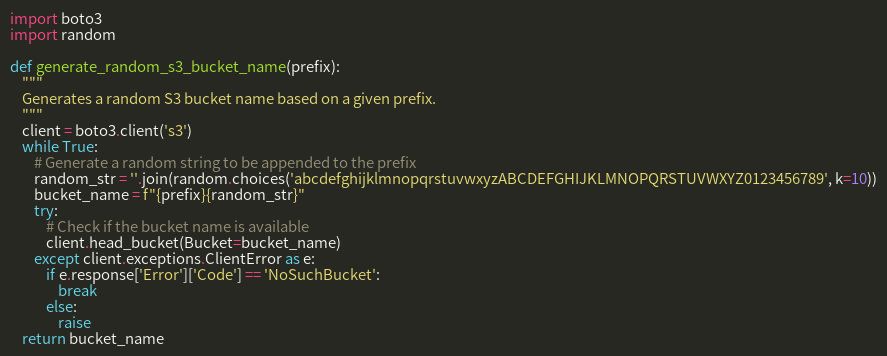 import boto3
import random

def generate_random_s3_bucket_name(prefix):
    """
    Generates a random S3 bucket name based on a given prefix.
    """
    client = boto3.client('s3')
    while True:
        # Generate a random string to be appended to the prefix
        random_str = ''.join(random.choices('abcdefghijklmnopqrstuvwxyzABCDEFGHIJKLMNOPQRSTUVWXYZ0123456789', k=10))
        bucket_name = f"{prefix}{random_str}"
        try:
            # Check if the bucket name is available
            client.head_bucket(Bucket=bucket_name)
        except client.exceptions.ClientError as e:
            if e.response['Error']['Code'] == 'NoSuchBucket':
                break
            else:
                raise
    return bucket_name